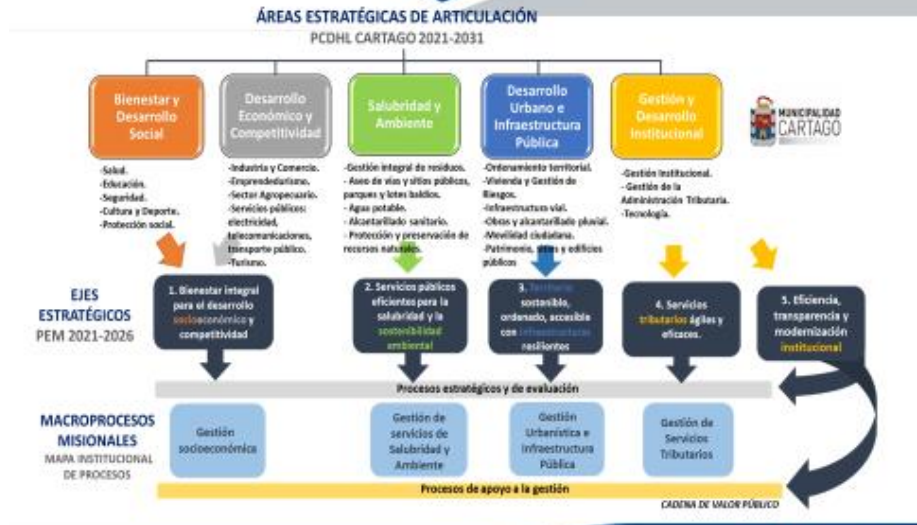 ÁREAS ESTRATÉGICAS DE ARTICULACIÓN
PCDHL CARTAGO 2021-2031
Bienestar y
Desarrollo
Social
Desarrollo
Económico y
Competitividad
Salubridad y
Ambiente
Desarrollo
Urbano e
Infraestructura
Pública
Gestión y
Desarrollo
Institucional
MUNICIPALIDAD
CARTAGO
-Salud.
-Educación.
-Seguridad.
-Cultura y Deporte.
-Protección social.
-Industria y Comercio.
-Emprendedurismo.
-Sector Agropecuario.
-Servicios públicos:
electricidad,
telecomunicaciones,
transporte público.
-Turismo.
-Gestión integral de residuos.
- Aseo de vías y sitios públicos,
parques y lotes baldíos.
- Agua potable.
- Alcantarillado sanitario.
- Protección y preservación de
recursos naturales.
-Ordenamiento territorial.
-Vivienda y Gestión de
Riesgos.
-Infraestructura vial.
-Obras y alcantarillado pluvial.
-Movilidad ciudadana.
-Patrimonio, y edificios
públicos
-Gestión Institucional.
- Gestión de la
Administración Tributaria.
-Tecnología.
EJES
ESTRATÉGICOS
PEM 2021-2026
1. Bienestar integral
para el desarrollo
socioeconómico y
competitividad
2. Servicios públicos
eficientes para la
salubridad y la
sostenibilidad
ambiental
3. Territorio
sostenible,
ordenado, accesible
con infraestructuras
resilientes
4. Servicios
tributarios ágiles y
eficaces.
5. Eficiencia,
transparencia y
modernización
institucional
Procesos estratégicos y de evaluación
MACROPROCESOS
MISIONALES
MAPA INSTITUCIONAL
DE PROCESOS
Gestión
socioeconómica
Gestión de
servicios de
Salubridad y
Ambiente
Gestión
Urbanística e
Infraestructura
Pública
Gestión de
Servicios
Tributarios
Procesos de apoyo a la gestión
CADENA DE VALOR PÚBLICO